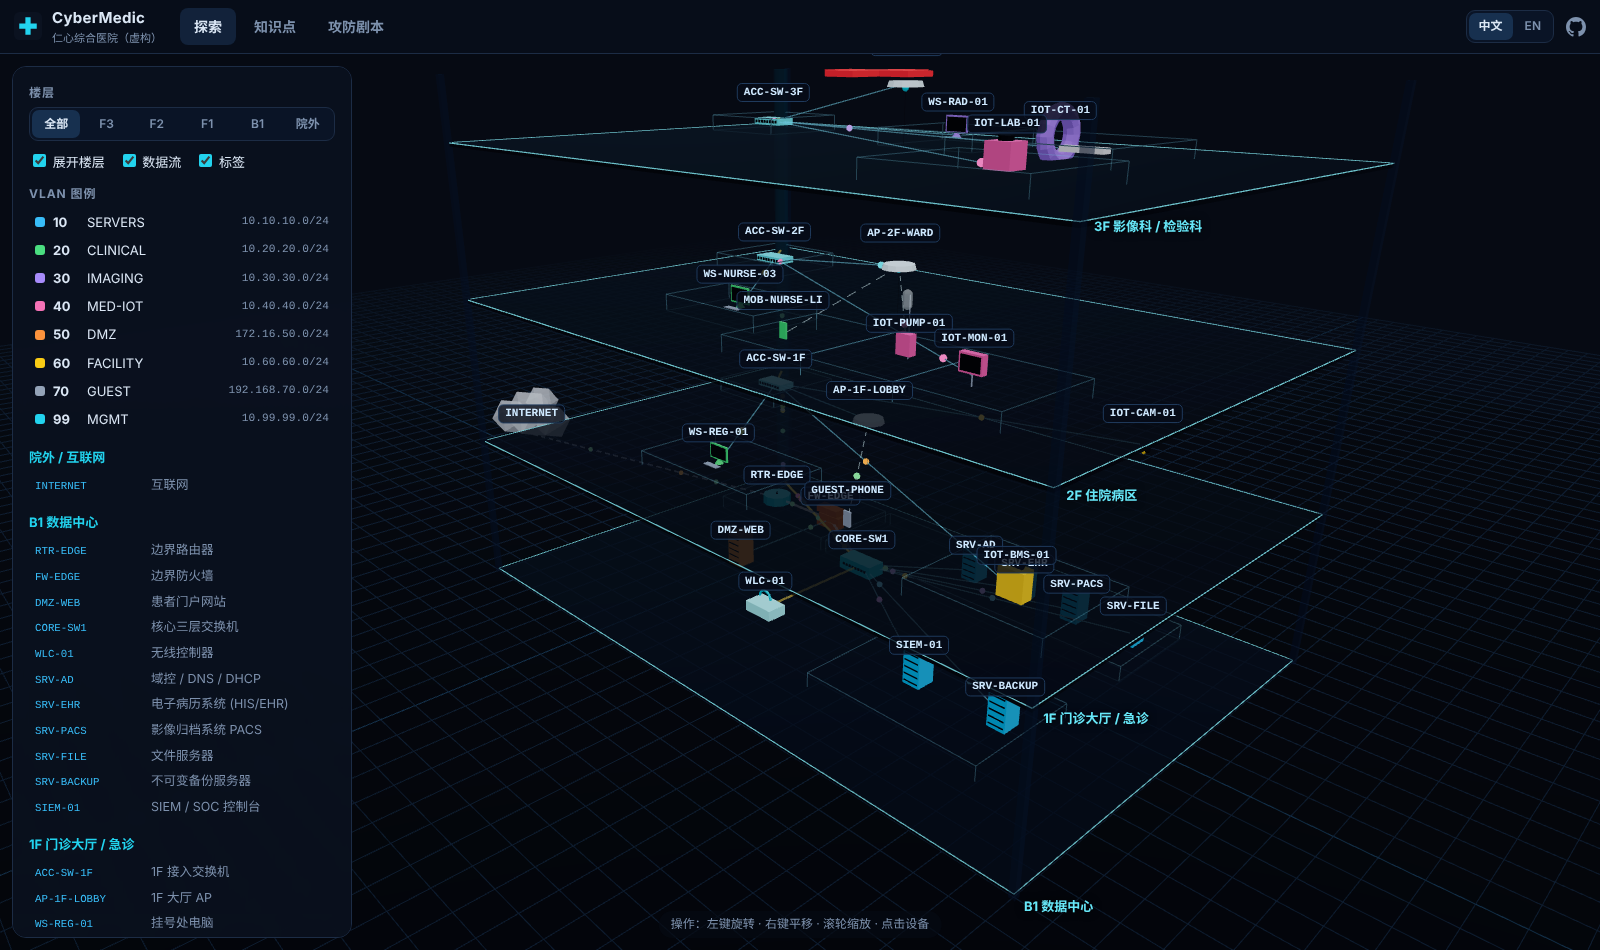 CyberMedic
仁心综合医院（虚构）
探索
知识点
攻防剧本
中文
EN
楼层
全部
F3
F2
F1
B1
院外
展开楼层
数据流
标签
VLAN 图例
10 SERVERS 10.10.10.0/24
20 CLINICAL 10.20.20.0/24
30 IMAGING 10.30.30.0/24
40 MED-IOT 10.40.40.0/24
50 DMZ 172.16.50.0/24
60 FACILITY 10.60.60.0/24
70 GUEST 192.168.70.0/24
99 MGMT 10.99.99.0/24
院外 / 互联网
INTERNET 互联网
B1 数据中心
RTR-EDGE 边界路由器
FW-EDGE 边界防火墙
DMZ-WEB 患者门户网站
CORE-SW1 核心三层交换机
WLC-01 无线控制器
SRV-AD 域控 / DNS / DHCP
SRV-EHR 电子病历系统 (HIS/EHR)
SRV-PACS 影像归档系统 PACS
SRV-FILE 文件服务器
SRV-BACKUP 不可变备份服务器
SIEM-01 SIEM / SOC 控制台
1F 门诊大厅 / 急诊
ACC-SW-1F 1F 接入交换机
AP-1F-LOBBY 1F 大厅 AP
WS-REG-01 挂号处电脑
ACC-SW-3F
WS-RAD-01
IOT-CT-01
IOT-LAB-01
3F 影像科 / 检验科
ACC-SW-2F
AP-2F-WARD
WS-NURSE-03
MOB-NURSE-LI
IOT-PUMP-01
IOT-MON-01
ACC-SW-1F
AP-1F-LOBBY
INTERNET
IOT-CAM-01
WS-REG-01
RTR-EDGE
GUEST-PHONE
FW-EDGE
2F 住院病区
DMZ-WEB
CORE-SW1
SRV-AD
IOT-BMS-01
SRV-EHR
WLC-01
SRV-PACS
SRV-FILE
SIEM-01
SRV-BACKUP
1F 门诊大厅 / 急诊
B1 数据中心
操作：左键旋转 · 右键平移 · 滚轮缩放 · 点击设备